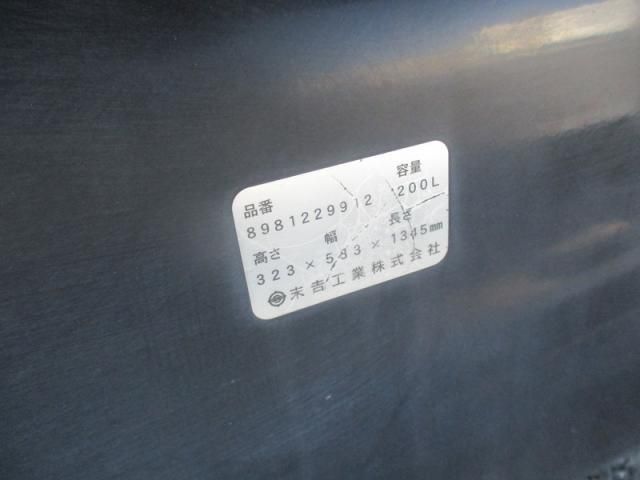 品番 容量
8981229912 200L
高さ 幅 長さ
323×583×1345mm
末吉工業株式会社